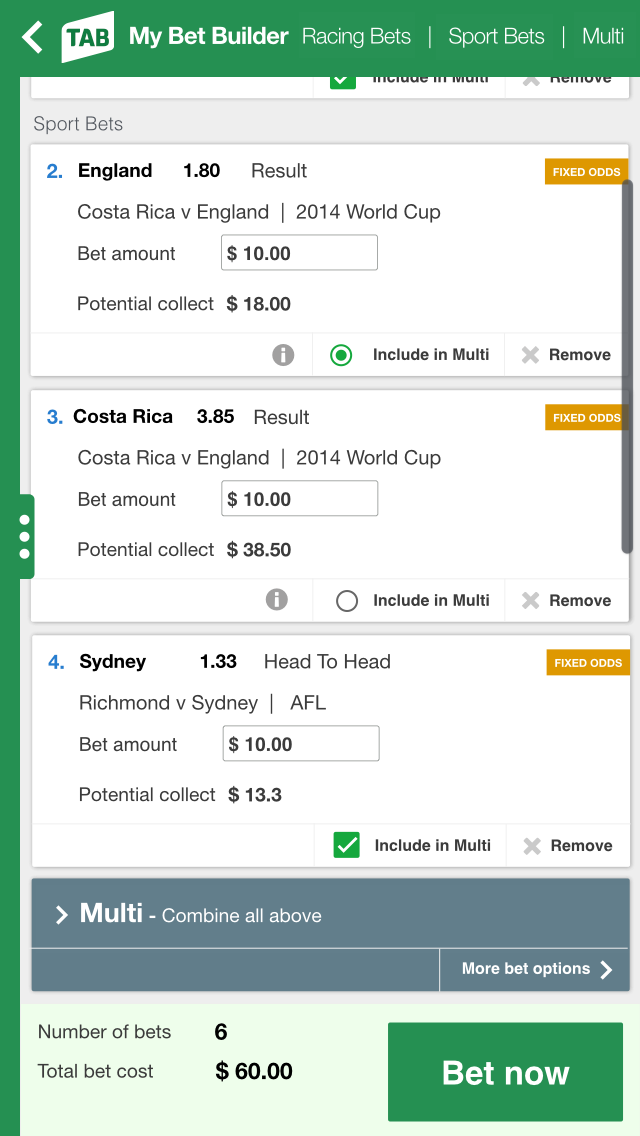 TAB My Bet Builder Racing Bets | Sport Bets | Multi
Include in Multi Remove
Sport Bets
2. England 1.80 Result FIXED ODDS
Costa Rica v England | 2014 World Cup
Bet amount $ 10.00
Potential collect $ 18.00
Include in Multi Remove
3. Costa Rica 3.85 Result FIXED ODDS
Costa Rica v England | 2014 World Cup
Bet amount $ 10.00
Potential collect $ 38.50
Include in Multi Remove
4. Sydney 1.33 Head To Head FIXED ODDS
Richmond v Sydney | AFL
Bet amount $ 10.00
Potential collect $ 13.3
Include in Multi Remove
Multi - Combine all above
More bet options
Number of bets 6
Total bet cost $ 60.00
Bet now